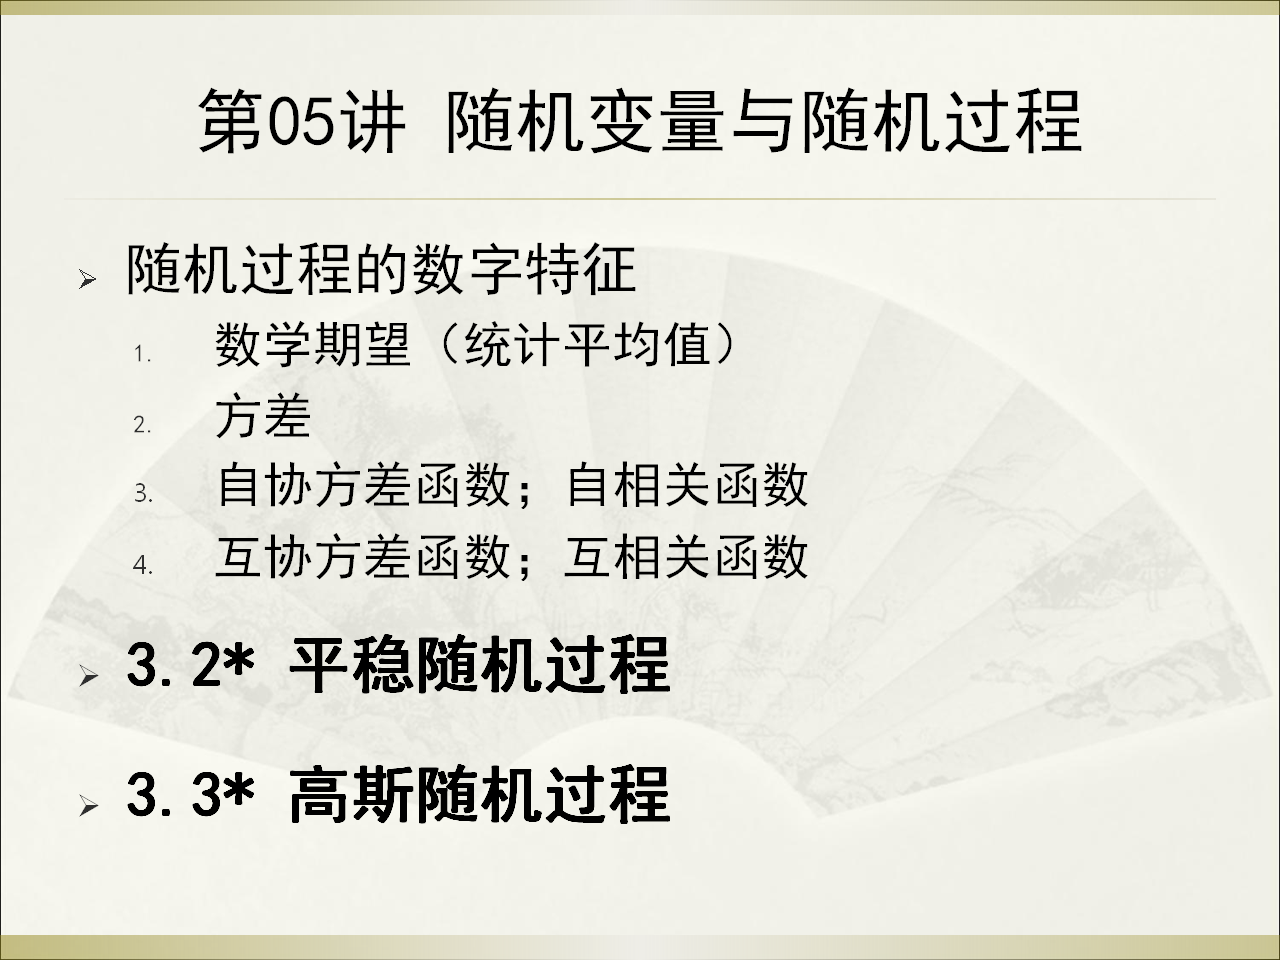 第05讲 随机变量与随机过程
随机过程的数字特征
1. 数学期望（统计平均值）
2. 方差
3. 自协方差函数；自相关函数
4. 互协方差函数；互相关函数
3.2* 平稳随机过程
3.3* 高斯随机过程